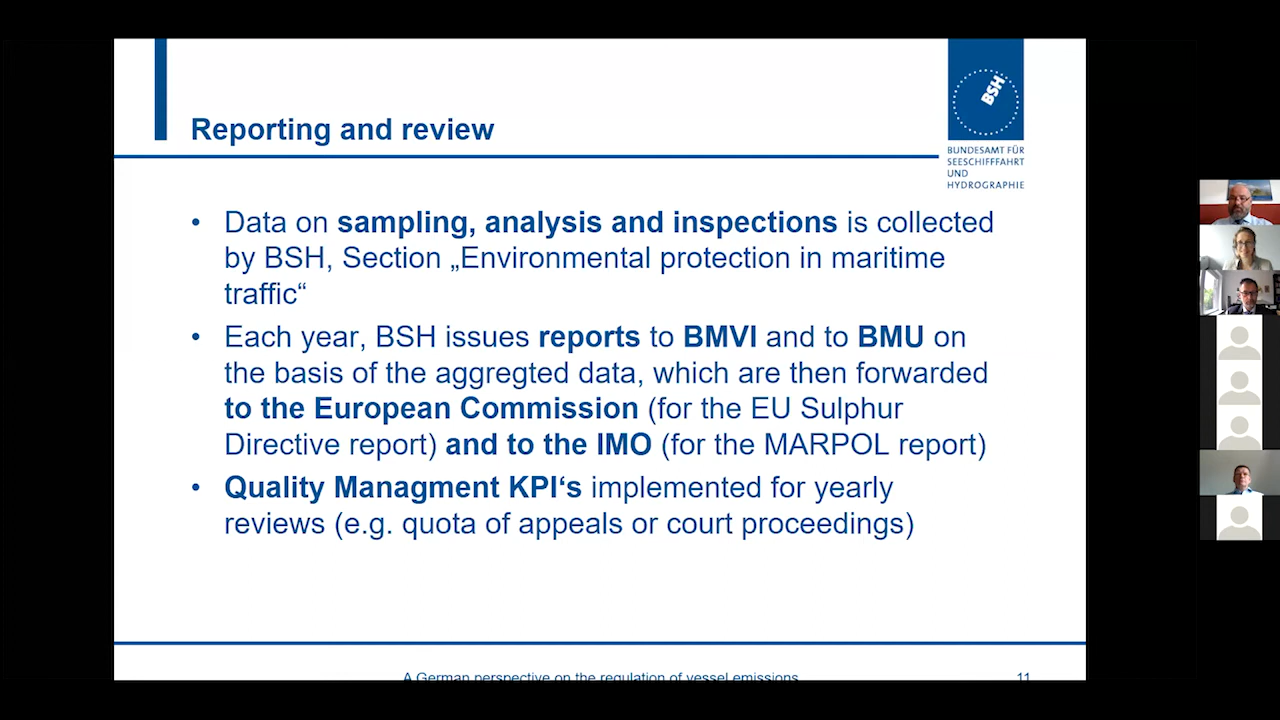 Reporting and review
BSH
BUNDESAMT FÜR
SEESCHIFFFAHRT
UND
HYDROGRAPHIE
• Data on sampling, analysis and inspections is collected
by BSH, Section „Environmental protection in maritime
traffic“
• Each year, BSH issues reports to BMVI and to BMU on
the basis of the aggregted data, which are then forwarded
to the European Commission (for the EU Sulphur
Directive report) and to the IMO (for the MARPOL report)
• Quality Managment KPI‘s implemented for yearly
reviews (e.g. quota of appeals or court proceedings)
A German perspective on the regulation of vessel emissions
11